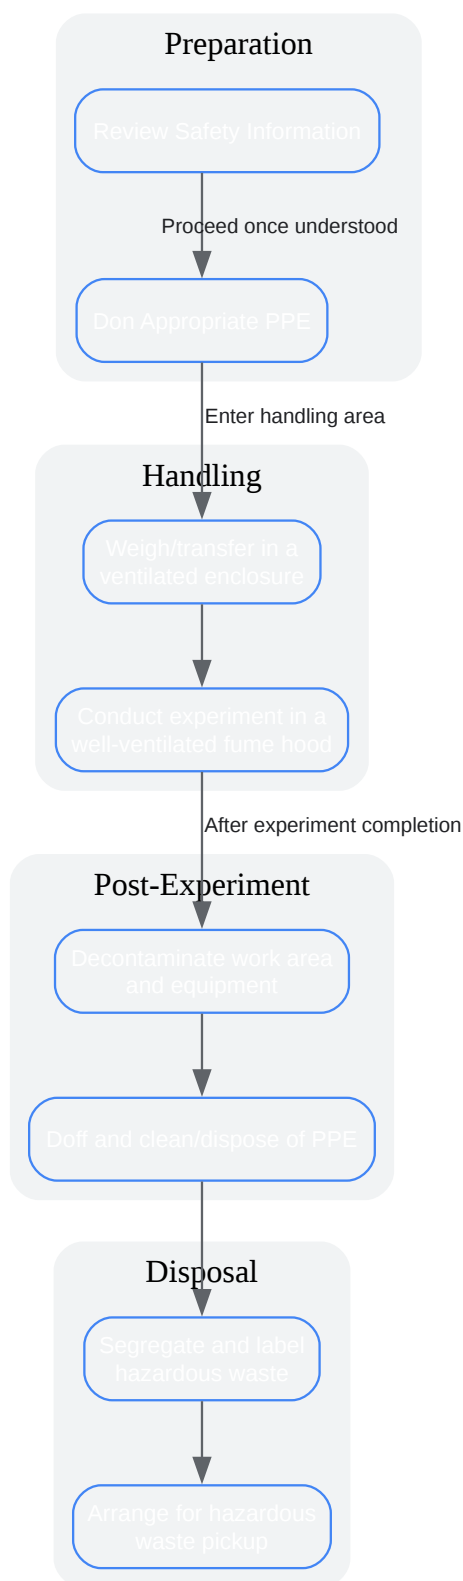 Preparation
Review Safety Information
Proceed once understood
Don Appropriate PPE
Enter handling area
Handling
Weigh/transfer in a
ventilated enclosure
Conduct experiment in a
well-ventilated fume hood
After experiment completion
Post-Experiment
Decontaminate work area
and equipment
Doff and clean/dispose of PPE
Disposal
Segregate and label
hazardous waste
Arrange for hazardous
waste pickup